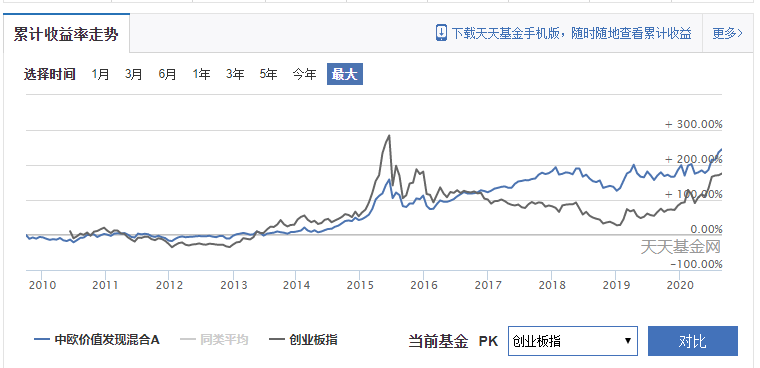 累计收益率走势
下载天天基金手机版，随时随地查看累计收益
更多>
选择时间 1月 3月 6月 1年 3年 5年 今年 最大
+ 300.00%
+ 200.00%
+ 100.00%
0.00%
天天基金网
-100.00%
2010 2011 2012 2013 2014 2015 2016 2017 2018 2019 2020
中欧价值发现混合A 同类平均 创业板指 当前基金 PK 创业板指 对比